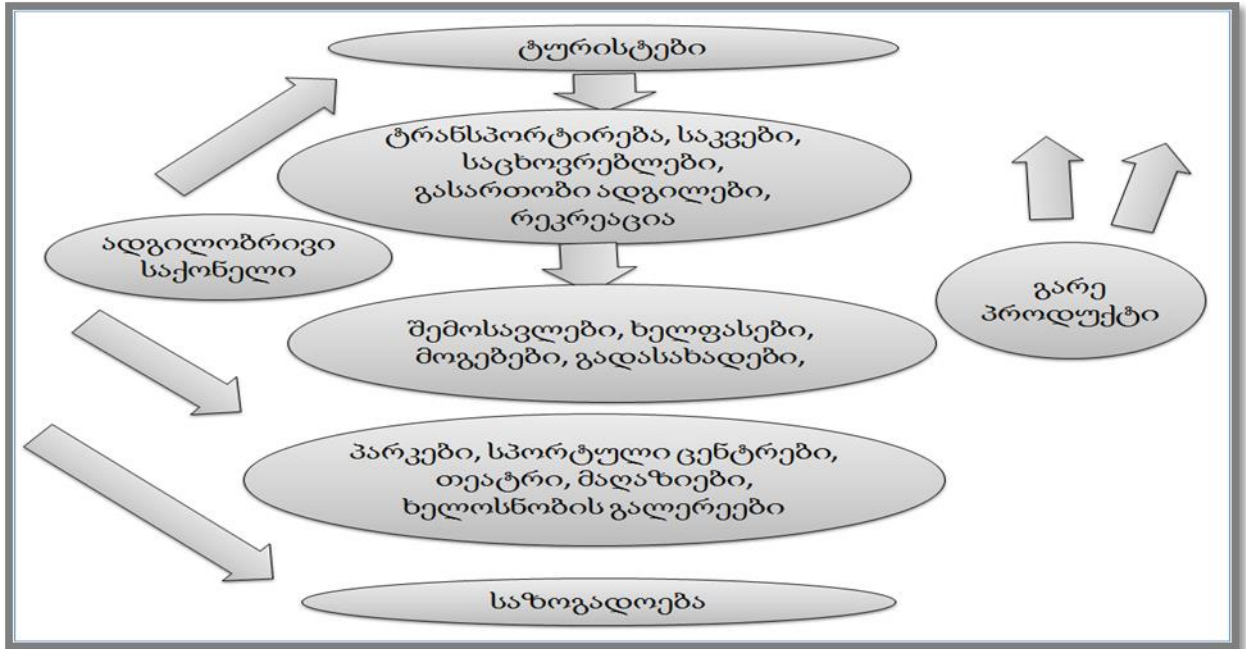 ტურისტები
ტრანსპორტირება, საკვები,
საცხოვრებლები,
გასართობი ადგილები,
რეკრეაცია
ადგილობრივი
საქონელი
გარე
პროდუქტი
შემოსავლები, ხელფასები,
მოგებები, გადასახადები,
პარკები, სპორტული ცენტრები,
თეატრი, მაღაზიები,
ხელოსნობის გალერეები
საზოგადოება